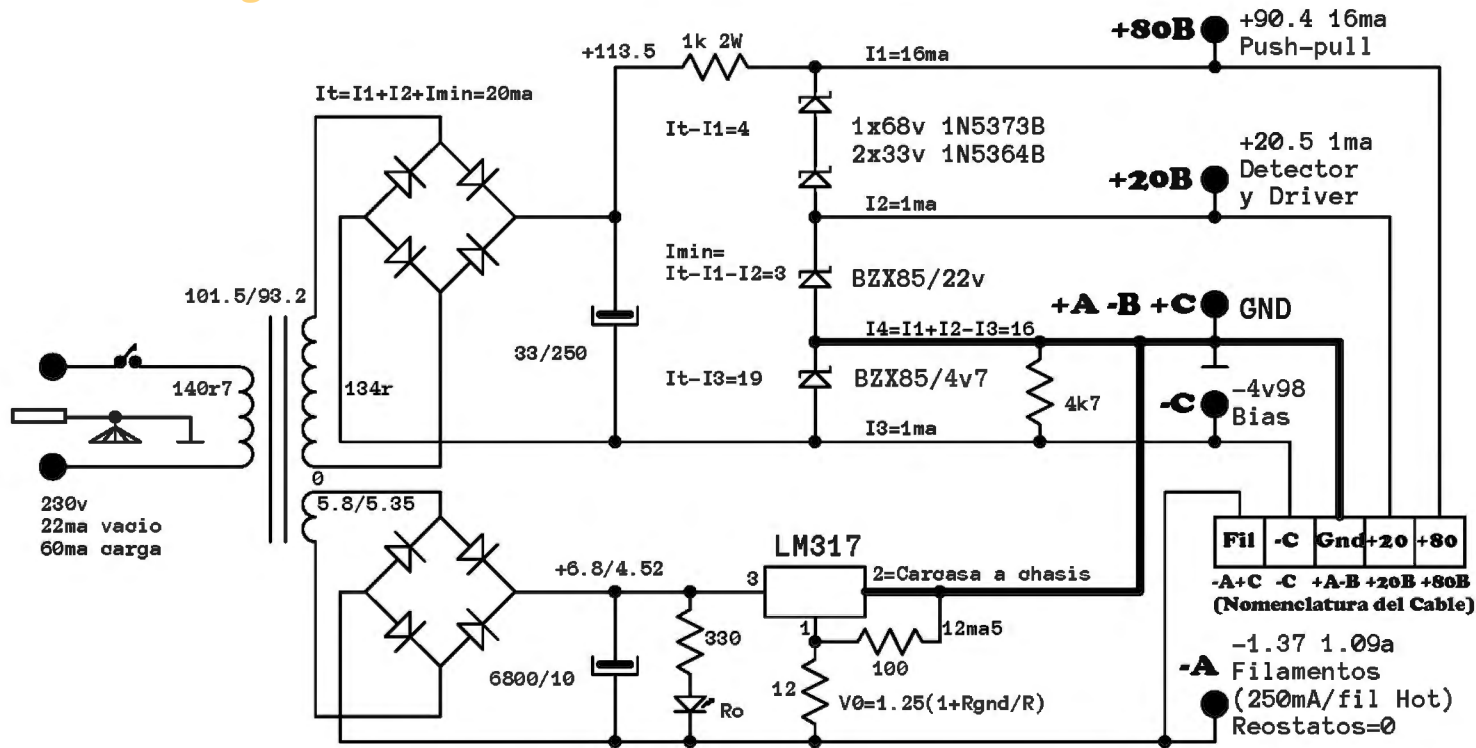 +80B
+90.4 16ma
Push-pull
+113.5
1k 2W
I1=16ma
It=I1+I2+Imin=20ma
It-I1=4
1x68v 1N5373B
2x33v 1N5364B
+20B
+20.5 1ma
Detector
y Driver
I2=1ma
Imin=
It-I1-I2=3
BZX85/22v
101.5/93.2
+A -B +C
GND
I4=I1+I2-I3=16
33/250
140r7
134r
It-I3=19
BZX85/4v7
4k7
-C
-4v98
Bias
I3=1ma
0
5.8/5.35
230v
22ma vacio
60ma carga
LM317
Fil
-C
Gnd
+20
+80
+6.8/4.52
3
2=Carcasa a chasis
-A+C
-C
+A-B
+20B
+80B
(Nomenclatura del Cable)
1
12ma5
330
100
6800/10
Ro
12
V0=1.25(1+Rgnd/R)
-A
-1.37 1.09a
Filamentos
(250mA/fil Hot)
Reostatos=0